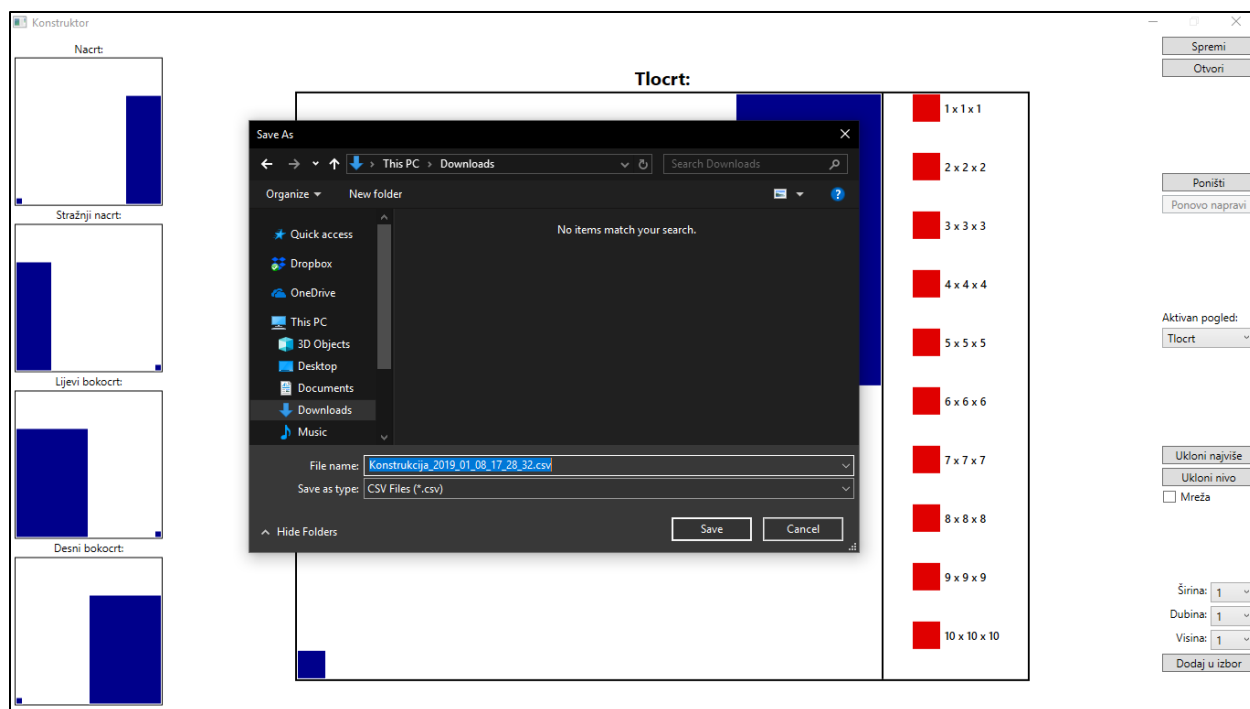 Konstruktor
Nacrt:
Stražnji nacrt:
Lijevi bokocrt:
Desni bokocrt:
Tlocrt:
Save As
This PC > Downloads
Search Downloads
Organize
New folder
Quick access
Dropbox
OneDrive
This PC
3D Objects
Desktop
Documents
Downloads
Music
No items match your search.
File name: Konstrukcija_2019_01_08_17_28_32.csv
Save as type: CSV Files (*.csv)
Hide Folders
Save
Cancel
1 x 1 x 1
2 x 2 x 2
3 x 3 x 3
4 x 4 x 4
5 x 5 x 5
6 x 6 x 6
7 x 7 x 7
8 x 8 x 8
9 x 9 x 9
10 x 10 x 10
Spremi
Otvori
Poništi
Ponovo napravi
Aktivan pogled:
Tlocrt
Ukloni najviše
Ukloni nivo
Mreža
Širina: 1
Dubina: 1
Visina: 1
Dodaj u izbor